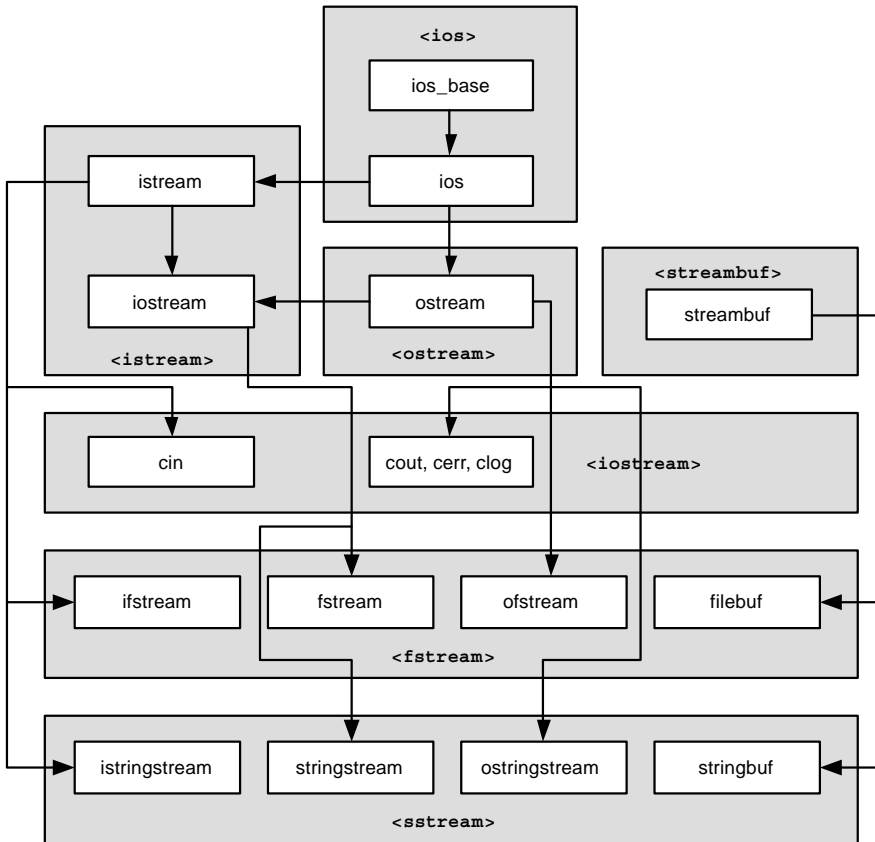 <ios>
ios_base
istream
ios
<streambuf>
iostream
ostream
streambuf
<istream>
<ostream>
cin
cout, cerr, clog
<iostream>
ifstream
fstream
ofstream
filebuf
<fstream>
istringstream
stringstream
ostringstream
stringbuf
<sstream>